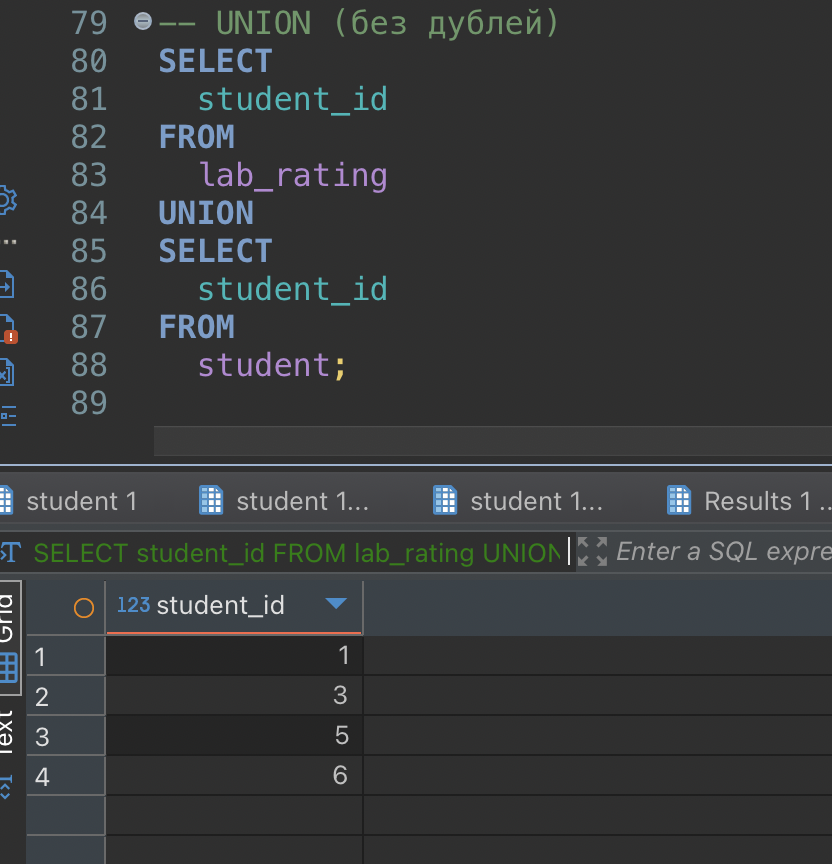 79 -- UNION (без дублей)
80 SELECT
81 student_id
82 FROM
83 lab_rating
84 UNION
85 SELECT
86 student_id
87 FROM
88 student;
89
student 1 student 1... student 1... Results 1 ..
SELECT student_id FROM lab_rating UNION Enter a SQL expre
Grid
Text
123 student_id
1 1
2 3
3 5
4 6